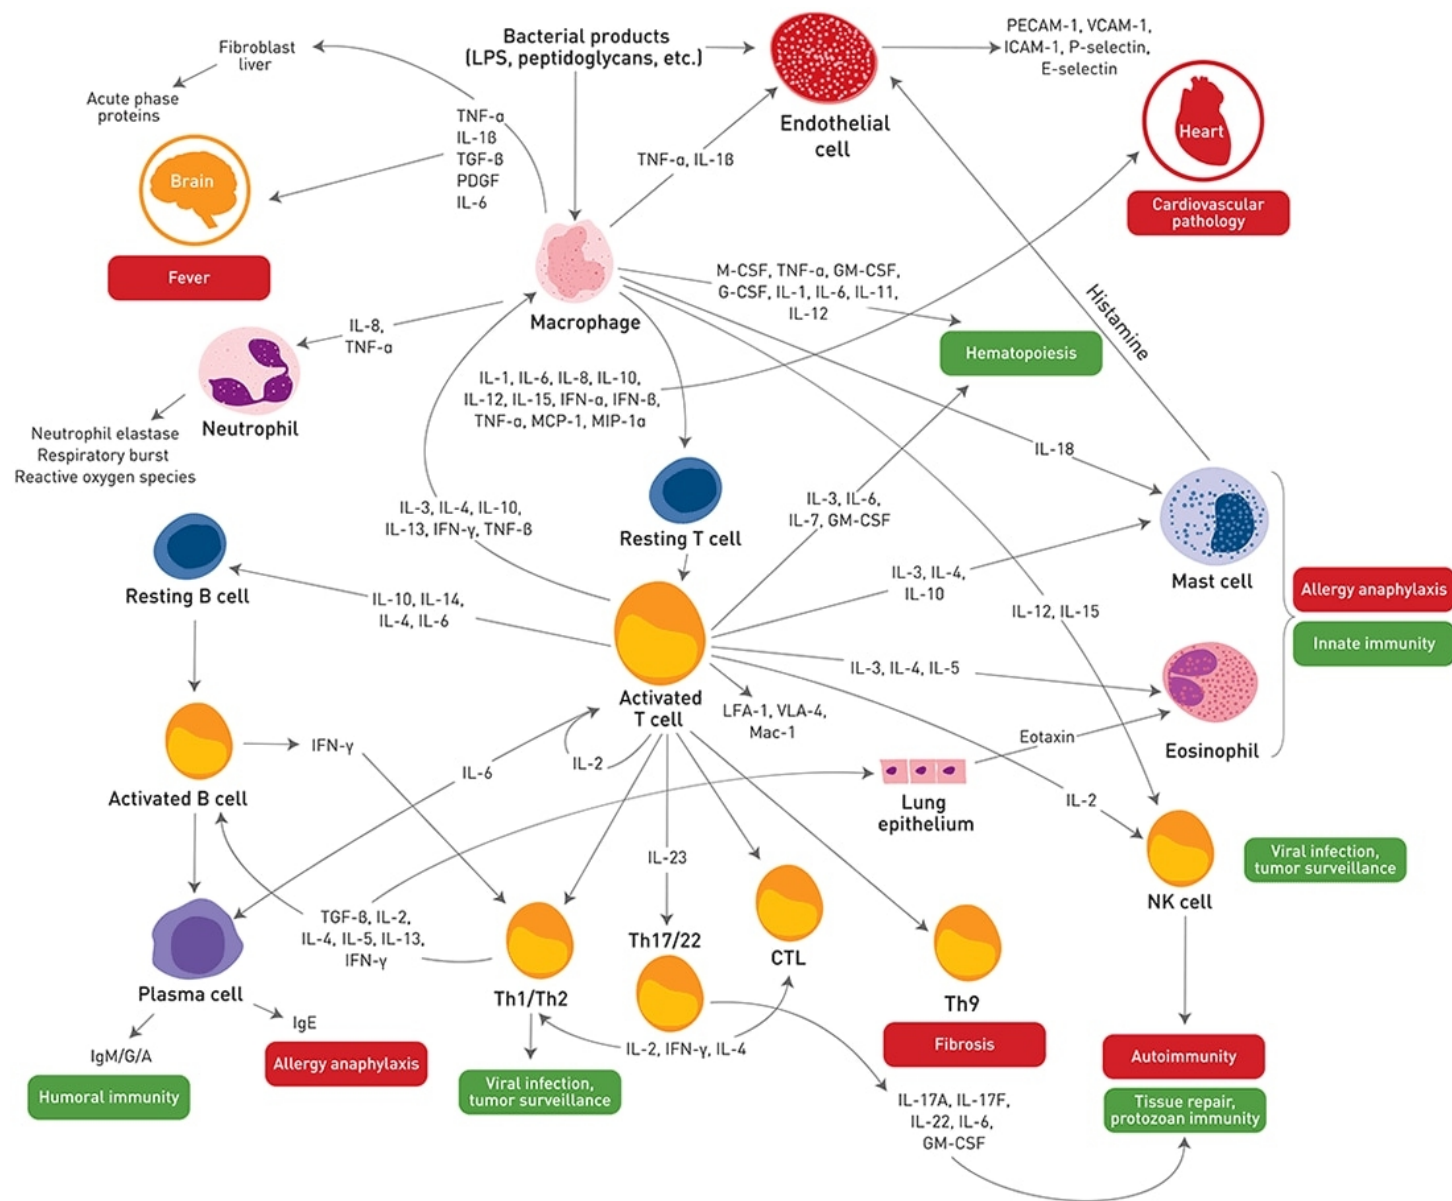 Bacterial products
(LPS, peptidoglycans, etc.)
PECAM-1, VCAM-1,
ICAM-1, P-selectin,
E-selectin
Fibroblast
liver
Acute phase
proteins
TNF-α
IL-1ß
TGF-ß
PDGF
IL-6
Endothelial
cell
Heart
Cardiovascular
pathology
TNF-α, IL-1ß
Brain
Fever
Macrophage
M-CSF, TNF-α, GM-CSF,
G-CSF, IL-1, IL-6, IL-11,
IL-12
Histamine
Hematopoiesis
IL-8,
TNF-α
Neutrophil
Neutrophil elastase
Respiratory burst
Reactive oxygen species
IL-1, IL-6, IL-8, IL-10,
IL-12, IL-15, IFN-α, IFN-ß,
TNF-α, MCP-1, MIP-1α
IL-18
IL-3, IL-4, IL-10,
IL-13, IFN-γ, TNF-ß
Resting T cell
IL-3, IL-6,
IL-7, GM-CSF
Mast cell
Resting B cell
IL-10, IL-14,
IL-4, IL-6
IL-3, IL-4,
IL-10
IL-12, IL-15
Allergy anaphylaxis
Innate immunity
Activated
T cell
IL-3, IL-4, IL-5
LFA-1, VLA-4,
Mac-1
Eosinophil
Eotaxin
IFN-γ
Activated B cell
IL-6
IL-2
Lung
epithelium
IL-2
IL-23
NK cell
Viral infection,
tumor surveillance
TGF-ß, IL-2,
IL-4, IL-5, IL-13,
IFN-γ
Th17/22
CTL
Plasma cell
Th1/Th2
Th9
IgE
IgM/G/A
Allergy anaphylaxis
Humoral immunity
Viral infection,
tumor surveillance
IL-2, IFN-γ, IL-4
Fibrosis
Autoimmunity
Tissue repair,
protozoan immunity
IL-17A, IL-17F,
IL-22, IL-6,
GM-CSF